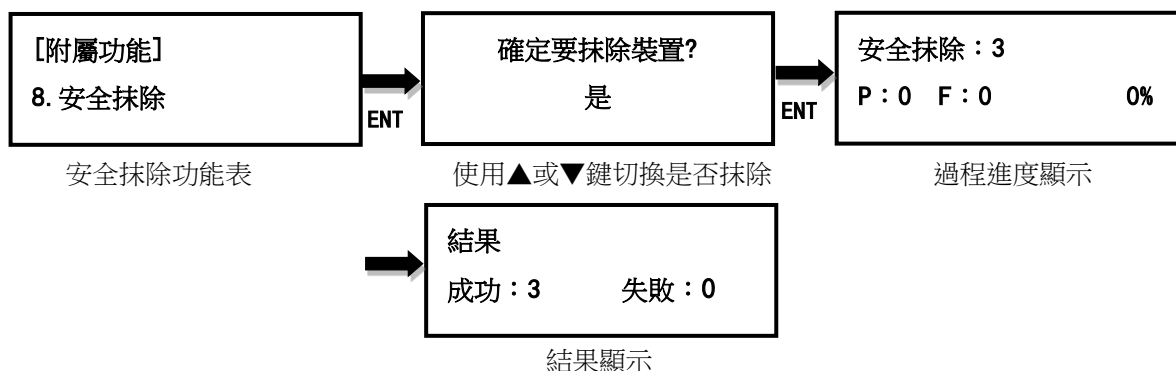 [附屬功能]
8.安全抹除
ENT
確定要抹除裝置?
是
ENT
安全抹除：3
P：0 F：0 0%
安全抹除功能表
使用▲或▼鍵切換是否抹除
過程進度顯示
結果
成功：3 失敗：0
結果顯示